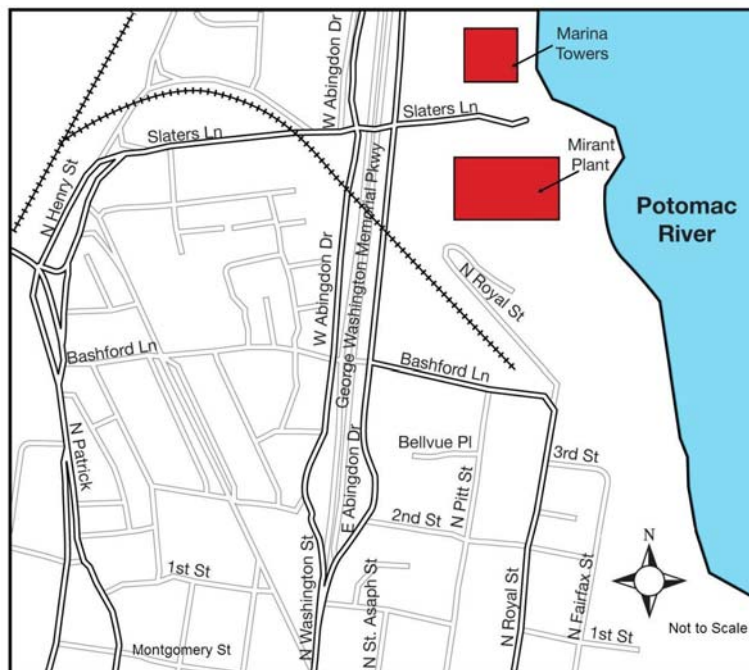 Marina
Towers
W Abingdon Dr
Slaters Ln
Slaters Ln
Mirant
Plant
N Henry St
George Washington Memorial Pkwy
Potomac
River
W Abingdon Dr
N Royal St
Bashford Ln
Bashford Ln
N Patrick
Bellvue Pl
3rd St
E Abingdon Dr
N Pitt St
2nd St
N
1st St
N Washington St
N St. Asaph St
N Royal St
N Fairfax St
1st St
Not to Scale
Montgomery St